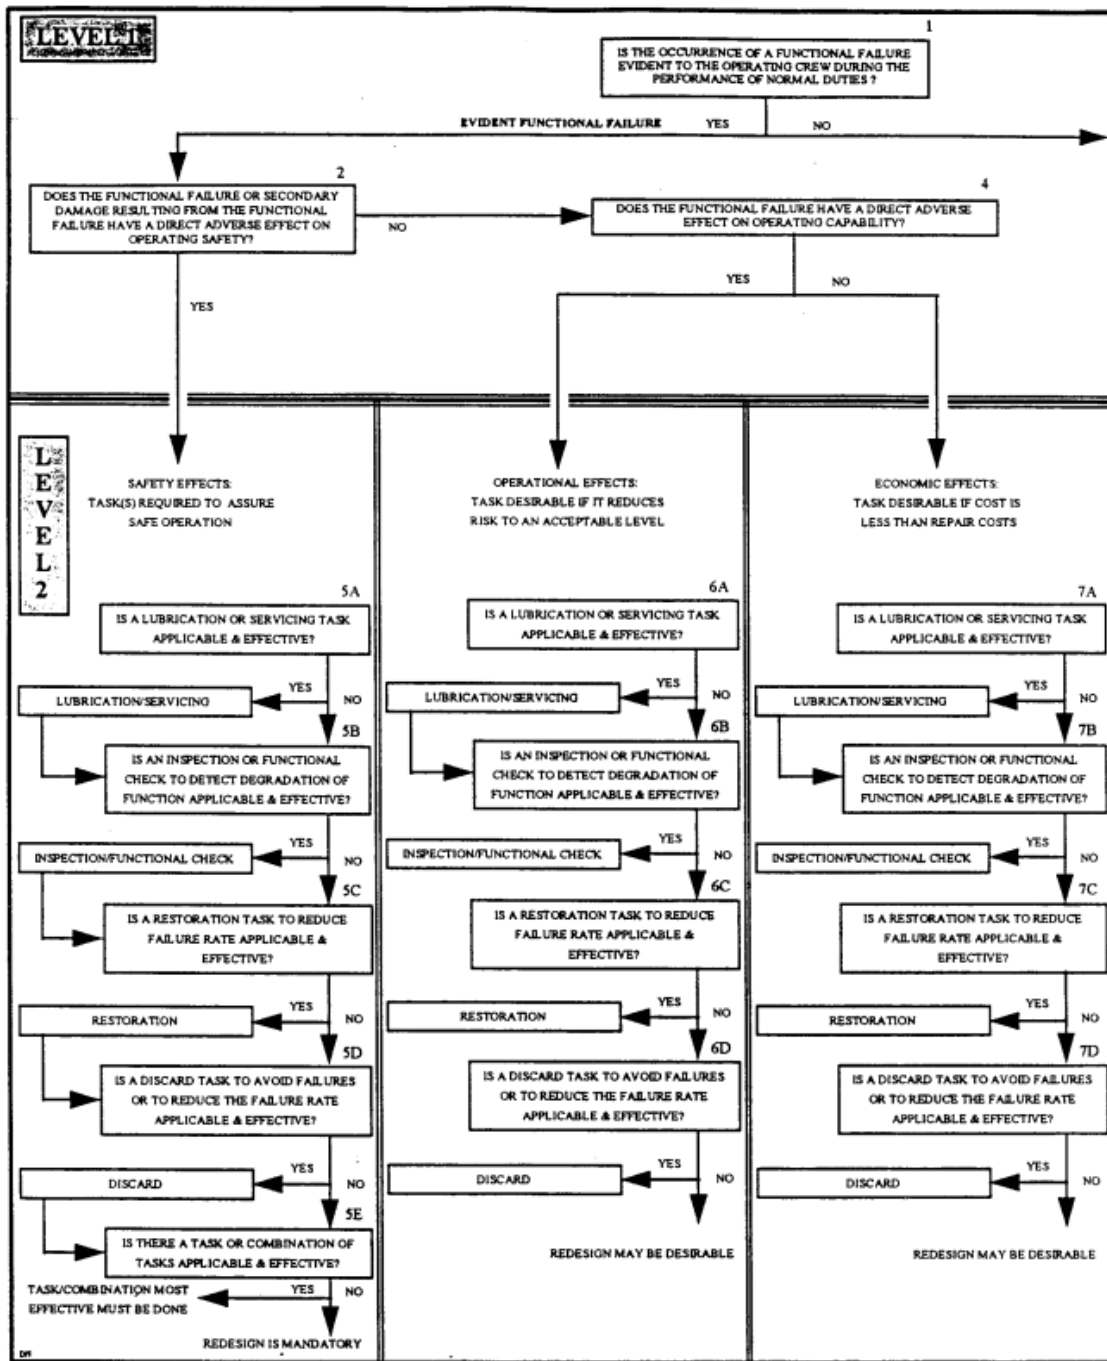 LEVEL 1
1
IS THE OCCURRENCE OF A FUNCTIONAL FAILURE
EVIDENT TO THE OPERATING CREW DURING THE
PERFORMANCE OF NORMAL DUTIES ?
EVIDENT FUNCTIONAL FAILURE
YES
NO
2
DOES THE FUNCTIONAL FAILURE OR SECONDARY
DAMAGE RESULTING FROM THE FUNCTIONAL
FAILURE HAVE A DIRECT ADVERSE EFFECT ON
OPERATING SAFETY?
NO
4
DOES THE FUNCTIONAL FAILURE HAVE A DIRECT ADVERSE
EFFECT ON OPERATING CAPABILITY?
YES
YES
NO
LEVEL 2
SAFETY EFFECTS:
TASK(S) REQUIRED TO ASSURE
SAFE OPERATION
5A
IS A LUBRICATION OR SERVICING TASK
APPLICABLE & EFFECTIVE?
YES
NO
LUBRICATION/SERVICING
5B
IS AN INSPECTION OR FUNCTIONAL
CHECK TO DETECT DEGRADATION OF
FUNCTION APPLICABLE & EFFECTIVE?
YES
NO
INSPECTION/FUNCTIONAL CHECK
5C
IS A RESTORATION TASK TO REDUCE
FAILURE RATE APPLICABLE &
EFFECTIVE?
YES
NO
RESTORATION
5D
IS A DISCARD TASK TO AVOID FAILURES
OR TO REDUCE THE FAILURE RATE
APPLICABLE & EFFECTIVE?
YES
NO
DISCARD
5E
IS THERE A TASK OR COMBINATION OF
TASKS APPLICABLE & EFFECTIVE?
YES
NO
TASK/COMBINATION MOST
EFFECTIVE MUST BE DONE
REDESIGN IS MANDATORY
OPERATIONAL EFFECTS:
TASK DESIRABLE IF IT REDUCES
RISK TO AN ACCEPTABLE LEVEL
6A
IS A LUBRICATION OR SERVICING TASK
APPLICABLE & EFFECTIVE?
YES
NO
LUBRICATION/SERVICING
6B
IS AN INSPECTION OR FUNCTIONAL
CHECK TO DETECT DEGRADATION OF
FUNCTION APPLICABLE & EFFECTIVE?
YES
NO
INSPECTION/FUNCTIONAL CHECK
6C
IS A RESTORATION TASK TO REDUCE
FAILURE RATE APPLICABLE &
EFFECTIVE?
YES
NO
RESTORATION
6D
IS A DISCARD TASK TO AVOID FAILURES
OR TO REDUCE THE FAILURE RATE
APPLICABLE & EFFECTIVE?
YES
NO
DISCARD
REDESIGN MAY BE DESIRABLE
ECONOMIC EFFECTS:
TASK DESIRABLE IF COST IS
LESS THAN REPAIR COSTS
7A
IS A LUBRICATION OR SERVICING TASK
APPLICABLE & EFFECTIVE?
YES
NO
LUBRICATION/SERVICING
7B
IS AN INSPECTION OR FUNCTIONAL
CHECK TO DETECT DEGRADATION OF
FUNCTION APPLICABLE & EFFECTIVE?
YES
NO
INSPECTION/FUNCTIONAL CHECK
7C
IS A RESTORATION TASK TO REDUCE
FAILURE RATE APPLICABLE &
EFFECTIVE?
YES
NO
RESTORATION
7D
IS A DISCARD TASK TO AVOID FAILURES
OR TO REDUCE THE FAILURE RATE
APPLICABLE & EFFECTIVE?
YES
NO
DISCARD
REDESIGN MAY BE DESIRABLE